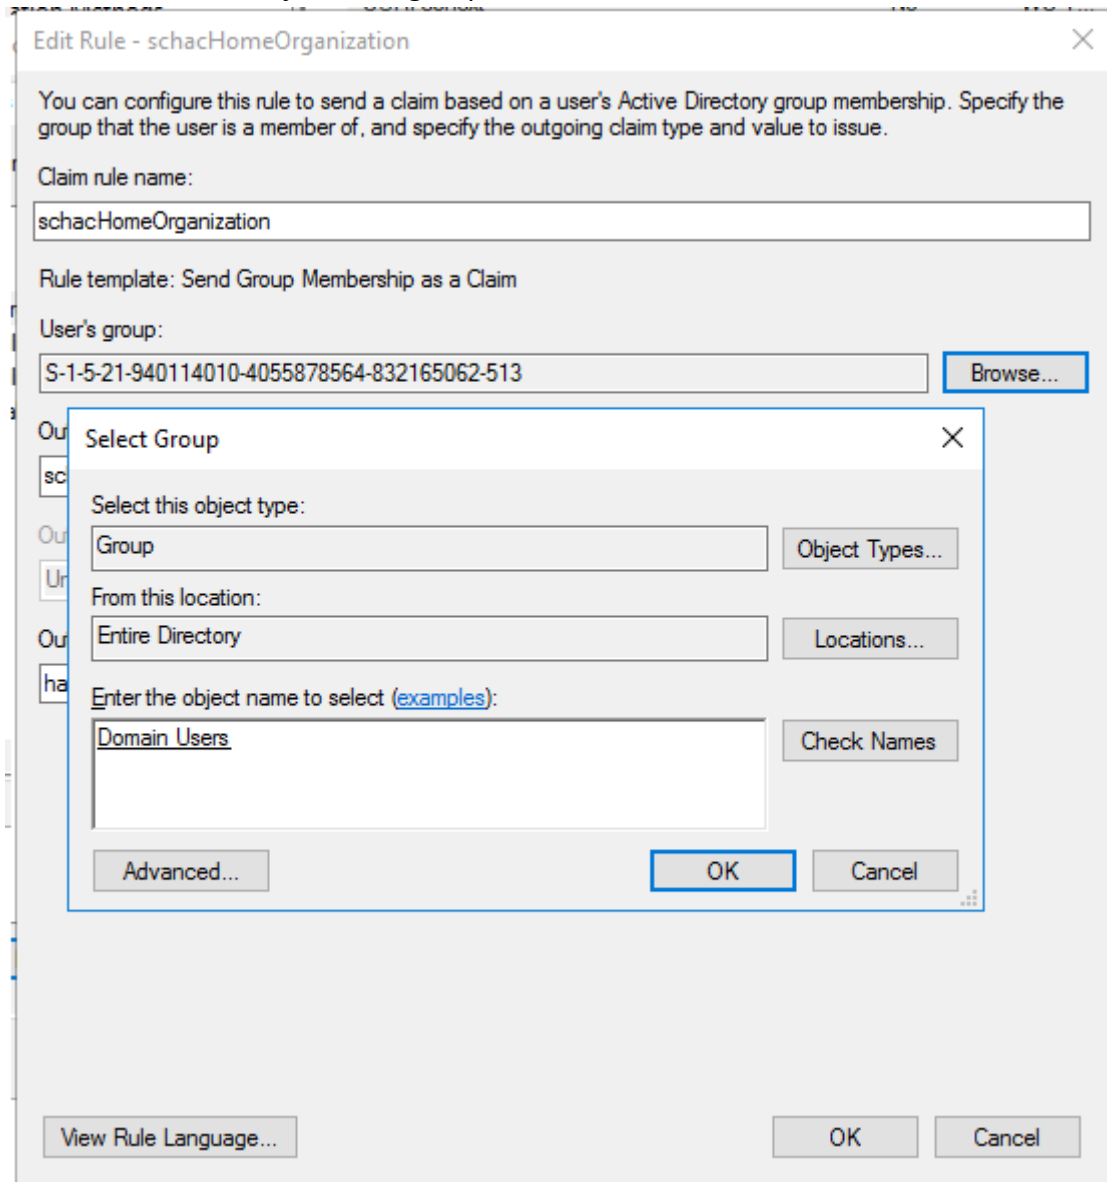 Edit Rule - schacHomeOrganization
You can configure this rule to send a claim based on a user's Active Directory group membership. Specify the
group that the user is a member of, and specify the outgoing claim type and value to issue.
Claim rule name:
schacHomeOrganization
Rule template: Send Group Membership as a Claim
User's group:
S-1-5-21-940114010-4055878564-832165062-513
Browse...
Select Group
Select this object type:
Group
Object Types...
From this location:
Entire Directory
Locations...
Enter the object name to select (examples):
Domain Users
Check Names
Advanced...
OK
Cancel
View Rule Language...
OK
Cancel